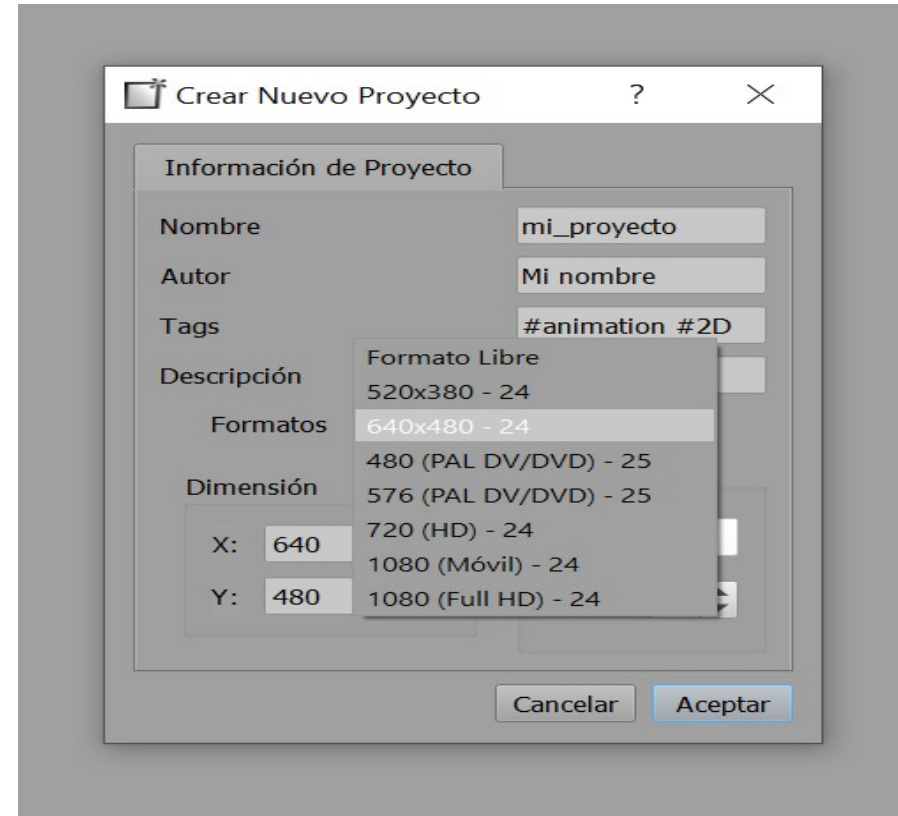 Crear Nuevo Proyecto ?
Información de Proyecto
Nombre mi_proyecto
Autor Mi nombre
Tags #animation #2D
Descripción
Formatos
Formato Libre
520x380 - 24
640x480 - 24
480 (PAL DV/DVD) - 25
576 (PAL DV/DVD) - 25
720 (HD) - 24
1080 (Móvil) - 24
1080 (Full HD) - 24
Dimensión
X: 640
Y: 480
Cancelar Aceptar